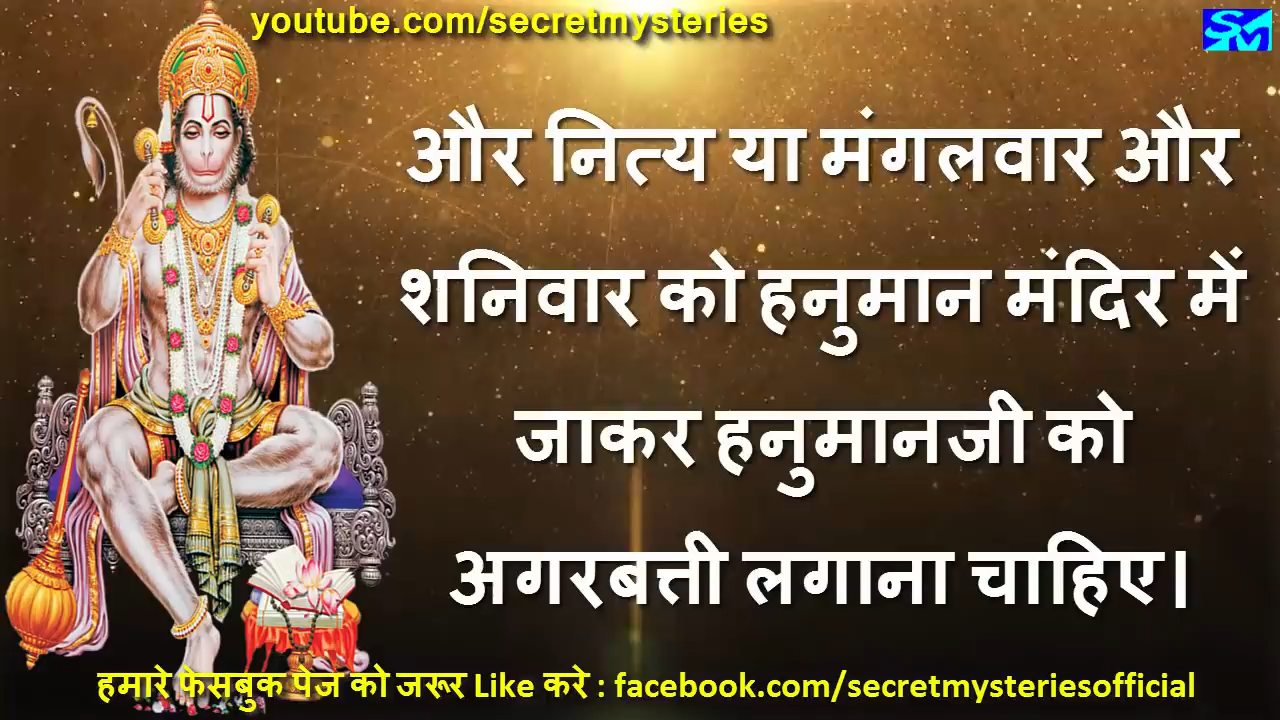 youtube.com/secretmysteries
SM
और नित्य या मंगलवार और
शनिवार को हनुमान मंदिर में
जाकर हनुमानजी को
अगरबत्ती लगाना चाहिए।
हमारे फेसबुक पेज को जरूर Like करे : facebook.com/secretmysteriesofficial